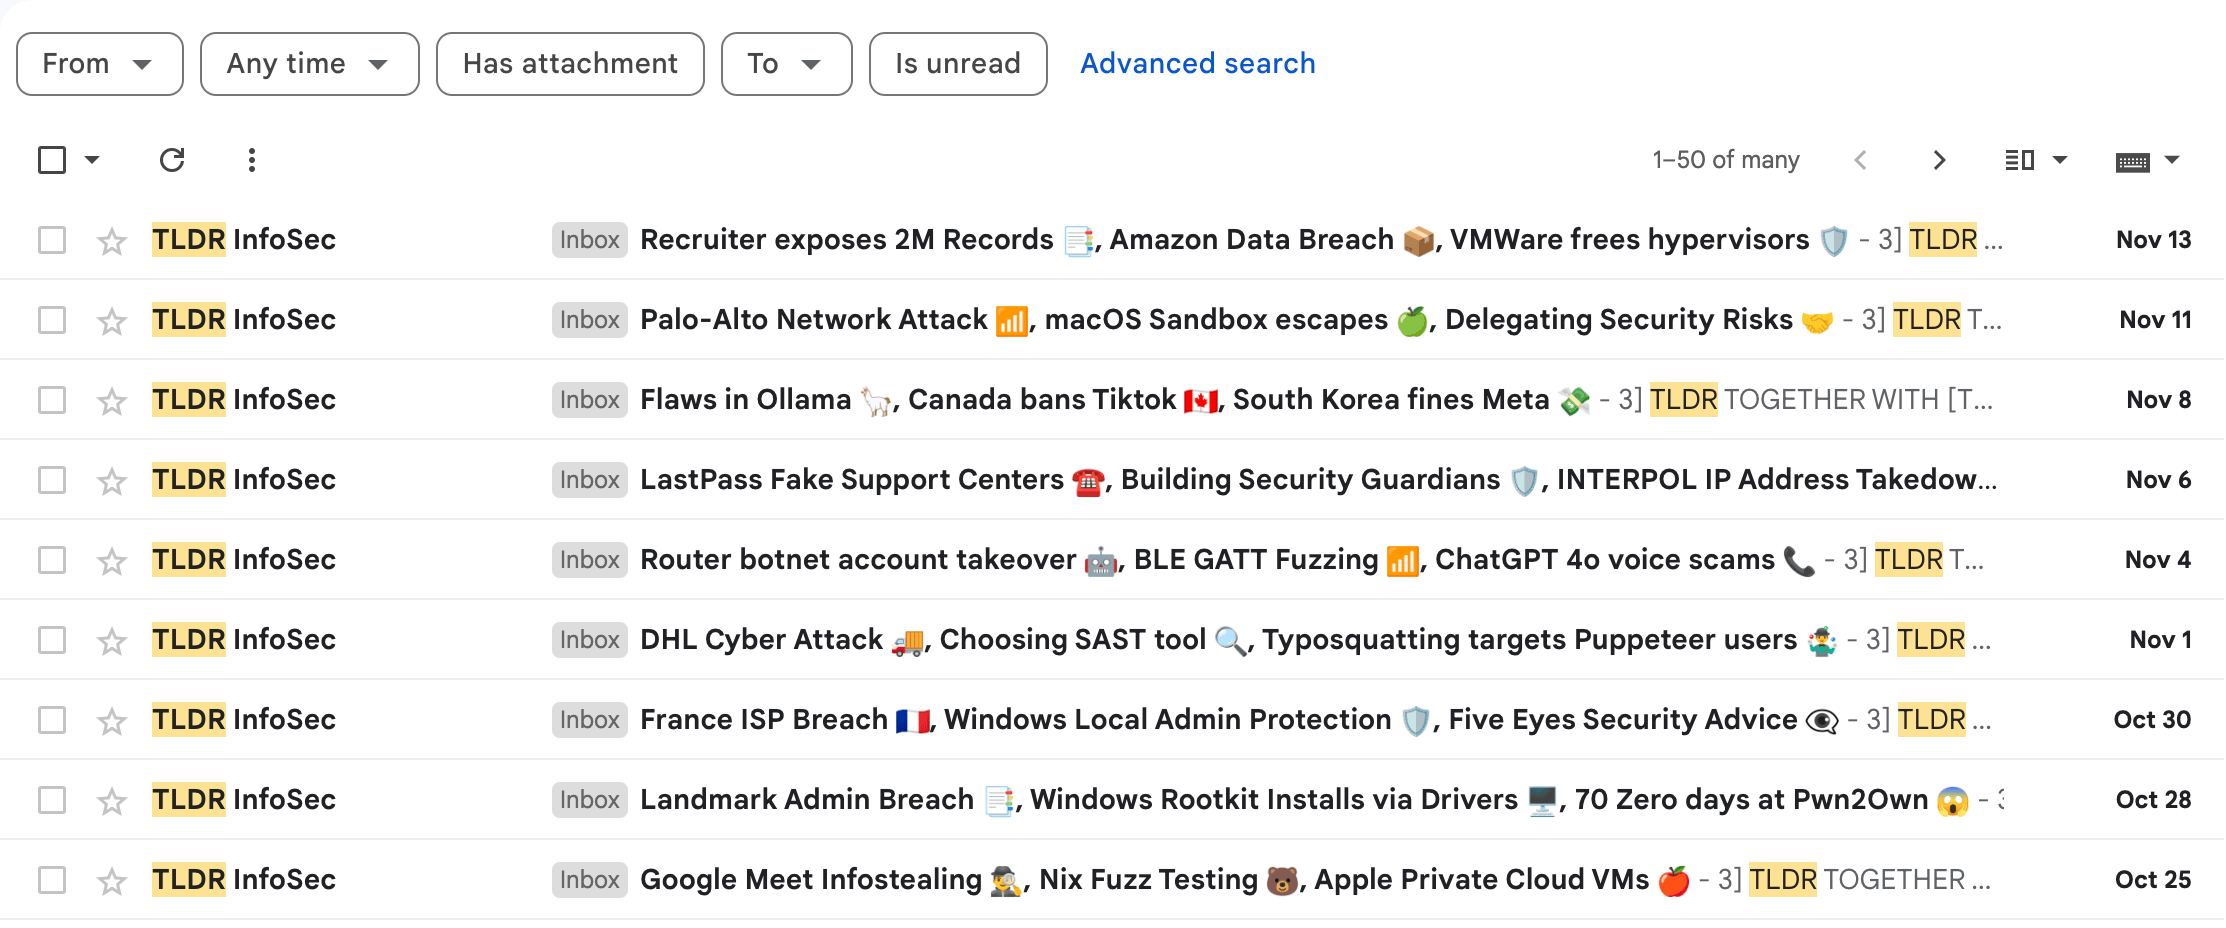 From Any time Has attachment To Is unread Advanced search
1–50 of many
TLDR InfoSec Inbox Recruiter exposes 2M Records 📑, Amazon Data Breach 📦, VMWare frees hypervisors 🛡️ - 3] TLDR ... Nov 13
TLDR InfoSec Inbox Palo-Alto Network Attack 📶, macOS Sandbox escapes 🍏, Delegating Security Risks 🤝 - 3] TLDR T... Nov 11
TLDR InfoSec Inbox Flaws in Ollama 🦙, Canada bans Tiktok 🇨🇦, South Korea fines Meta 💸 - 3] TLDR TOGETHER WITH [T... Nov 8
TLDR InfoSec Inbox LastPass Fake Support Centers ☎️, Building Security Guardians 🛡️, INTERPOL IP Address Takedow... Nov 6
TLDR InfoSec Inbox Router botnet account takeover 🤖, BLE GATT Fuzzing 📶, ChatGPT 4o voice scams 📞 - 3] TLDR T... Nov 4
TLDR InfoSec Inbox DHL Cyber Attack 🚚, Choosing SAST tool 🔍, Typosquatting targets Puppeteer users 🤹‍♂️ - 3] TLDR ... Nov 1
TLDR InfoSec Inbox France ISP Breach 🇫🇷, Windows Local Admin Protection 🛡️, Five Eyes Security Advice 👁️‍🗨️ - 3] TLDR ... Oct 30
TLDR InfoSec Inbox Landmark Admin Breach 📑, Windows Rootkit Installs via Drivers 🖥️, 70 Zero days at Pwn2Own 😱 - Oct 28
TLDR InfoSec Inbox Google Meet Infostealing 🕵️‍♂️, Nix Fuzz Testing 🐻, Apple Private Cloud VMs 🍎 - 3] TLDR TOGETHER ... Oct 25